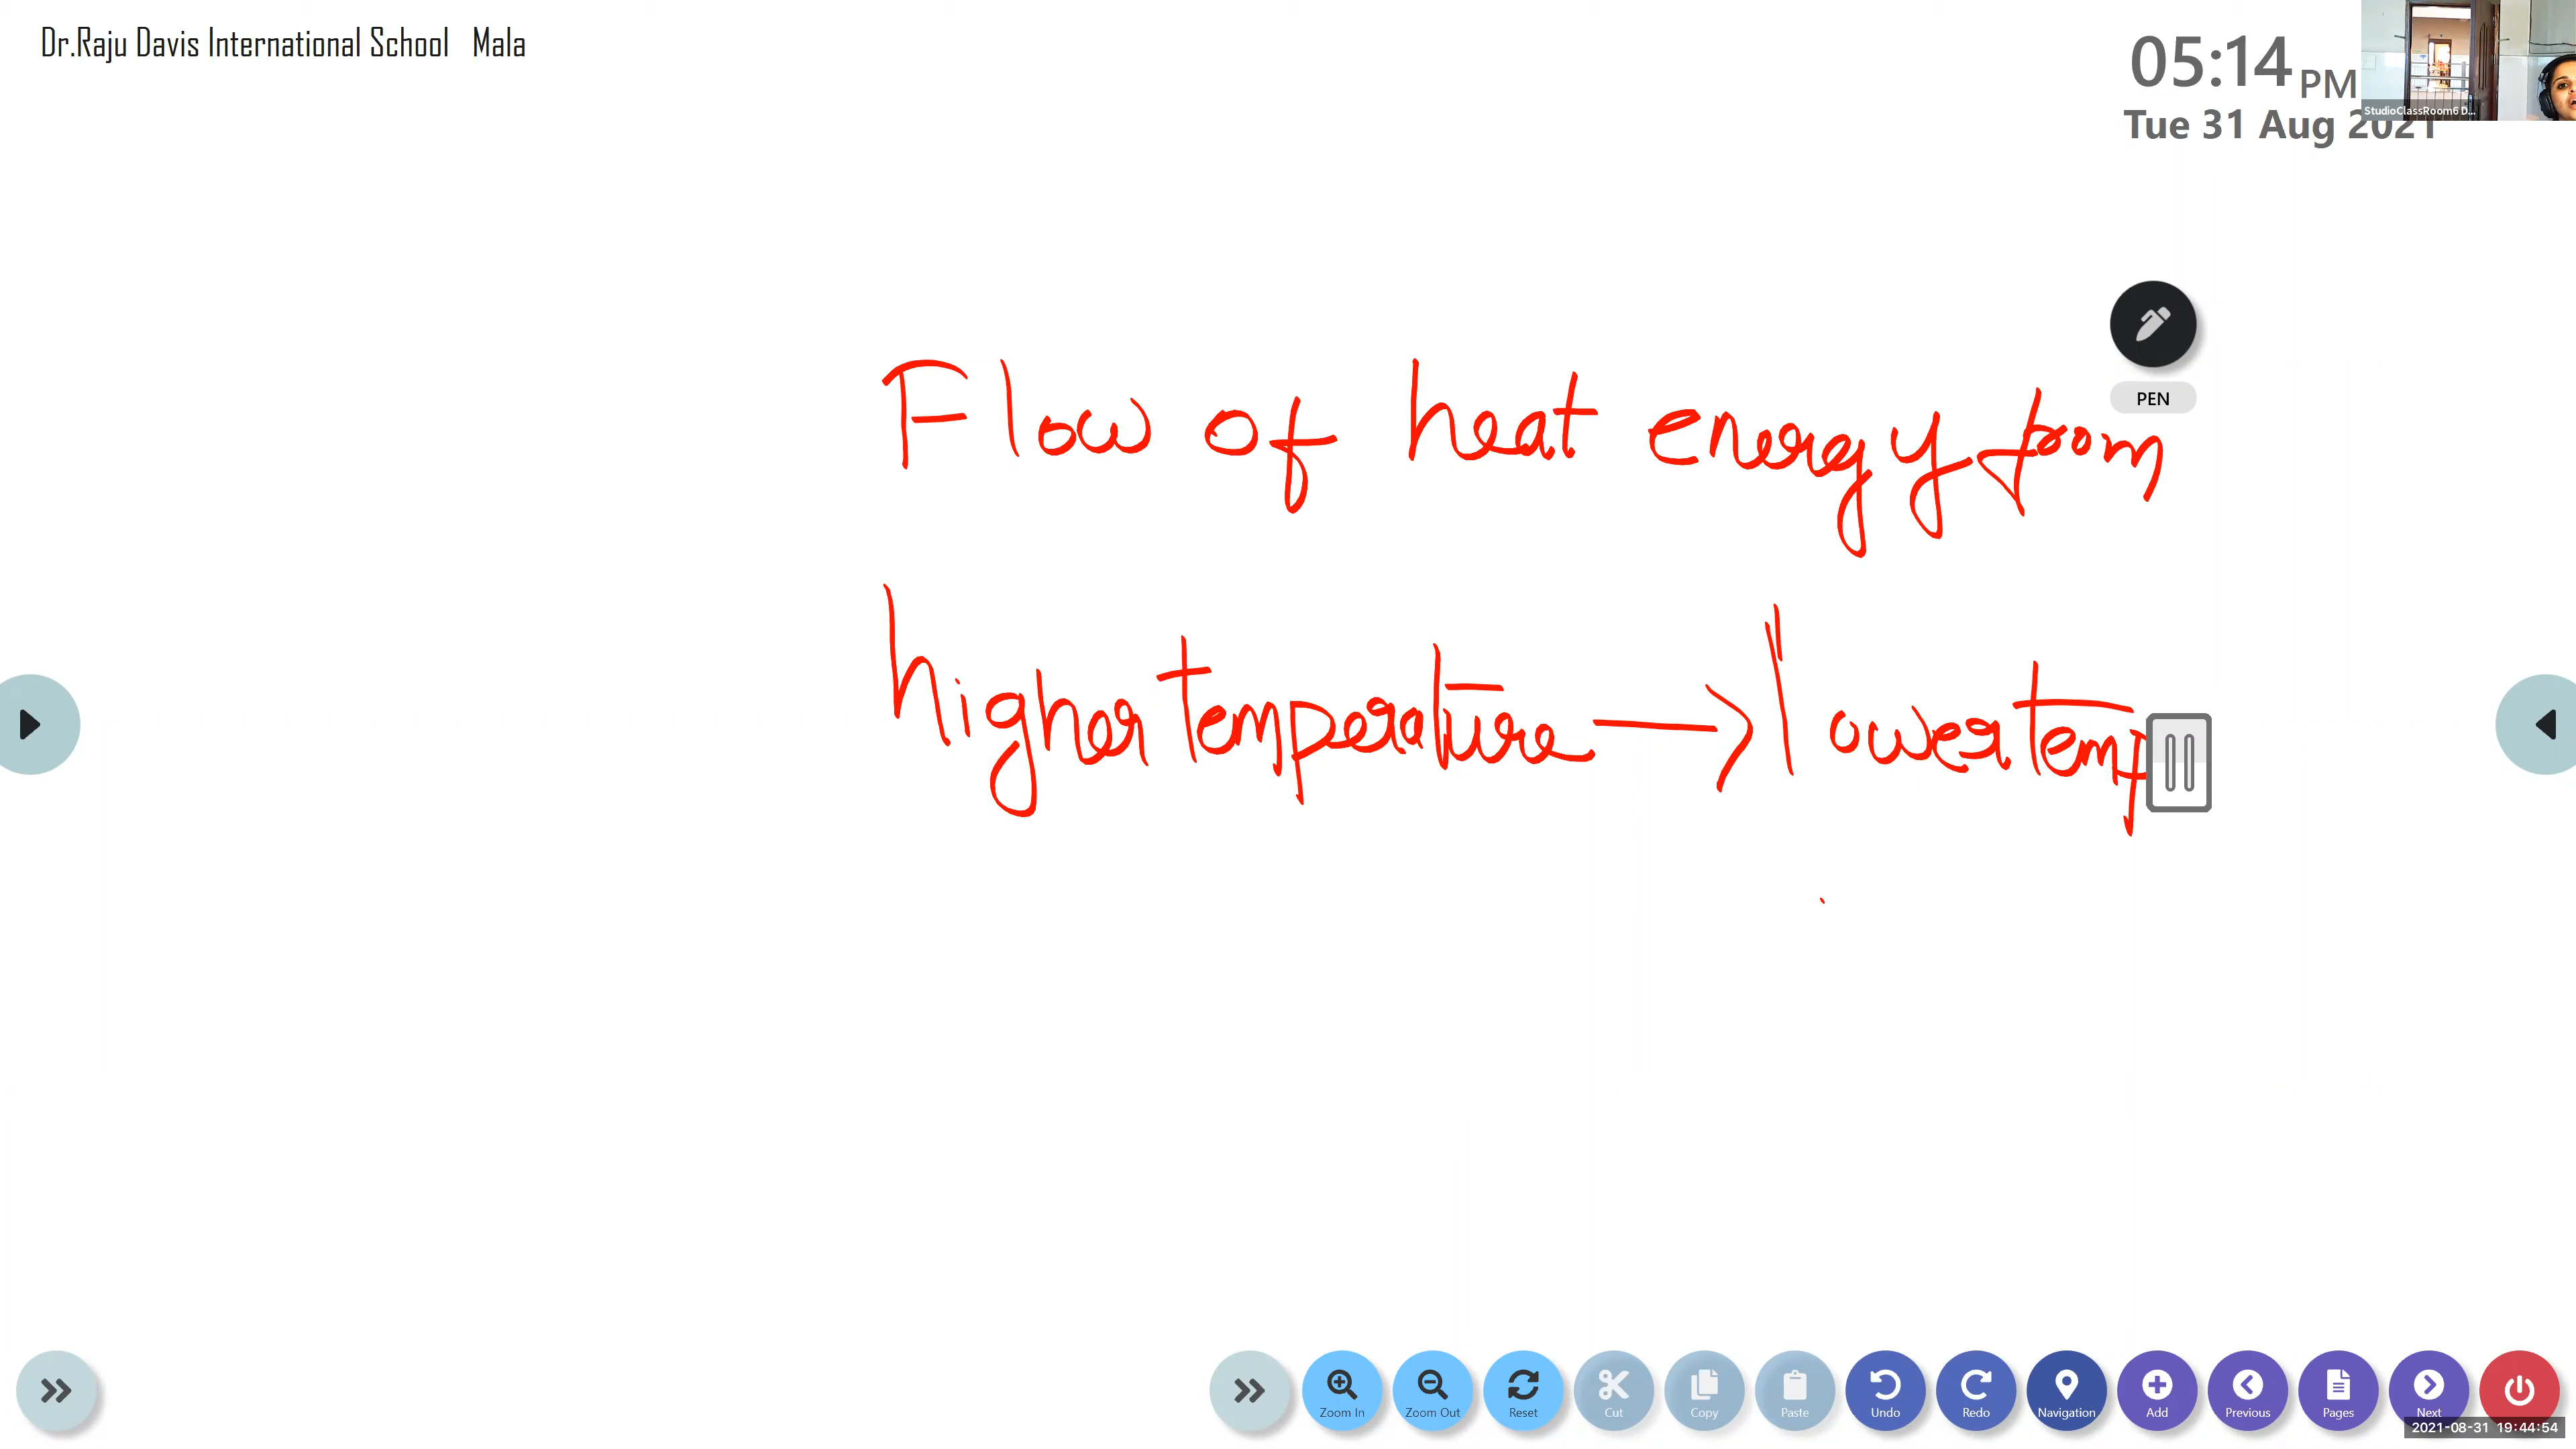 Dr.Raju Davis International School Mala
05:14 PM
Tue 31 Aug 2021
StudioClassRoom6 D...
PEN
Flow of heat energy from
higher temperature → lower temp
Zoom In Zoom Out Reset Cut Copy Paste Undo Redo Navigation Add Previous Pages Next
2021-08-31 19:44:54